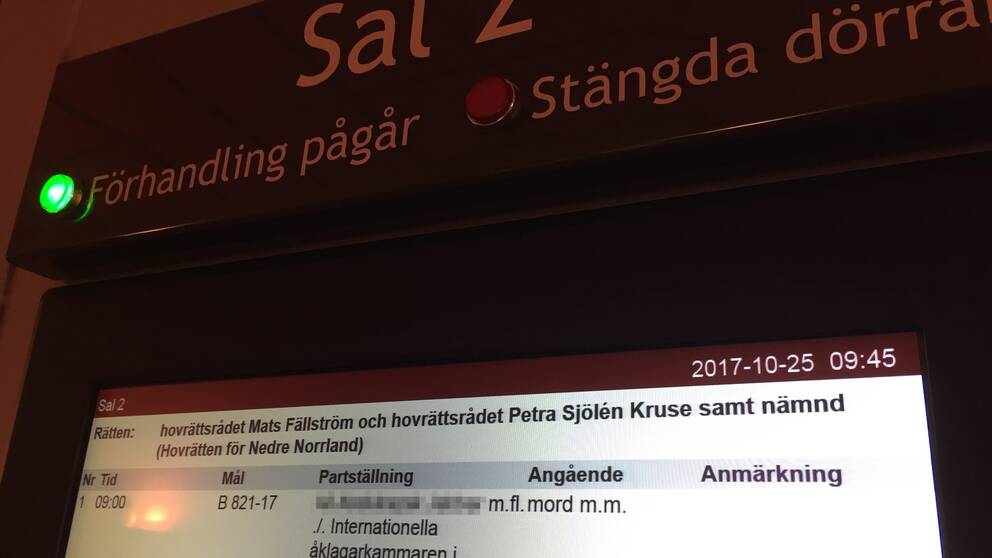 Sal 2
Förhandling pågår Stängda dörra
2017-10-25 09:45
Sal 2
Rätten: hovrättsrådet Mats Fällström och hovrättsrådet Petra Sjölén Kruse samt nämnd
(Hovrätten för Nedre Norrland)
Nr Tid Mål Partställning Angående Anmärkning
1 09:00 B 821-17 m.fl. mord m.m.
./. Internationella
åklagarkammaren i